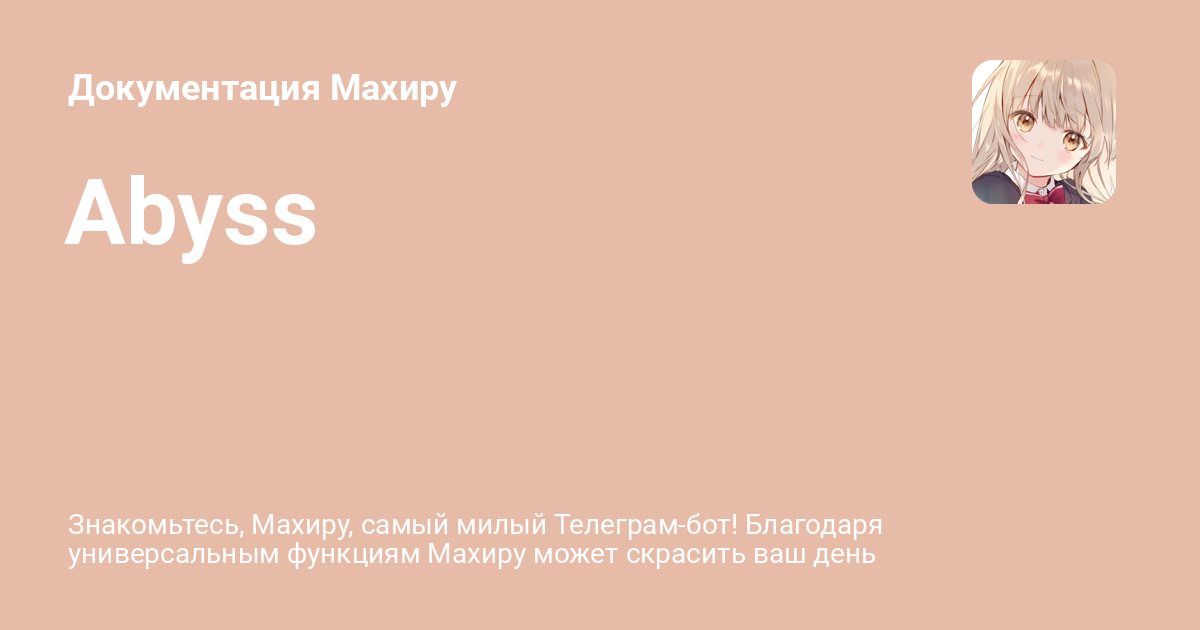 Документация Махиру
Abyss
Знакомьтесь, Махиру, самый милый Телеграм-бот! Благодаря
универсальным функциям Махиру может скрасить ваш день